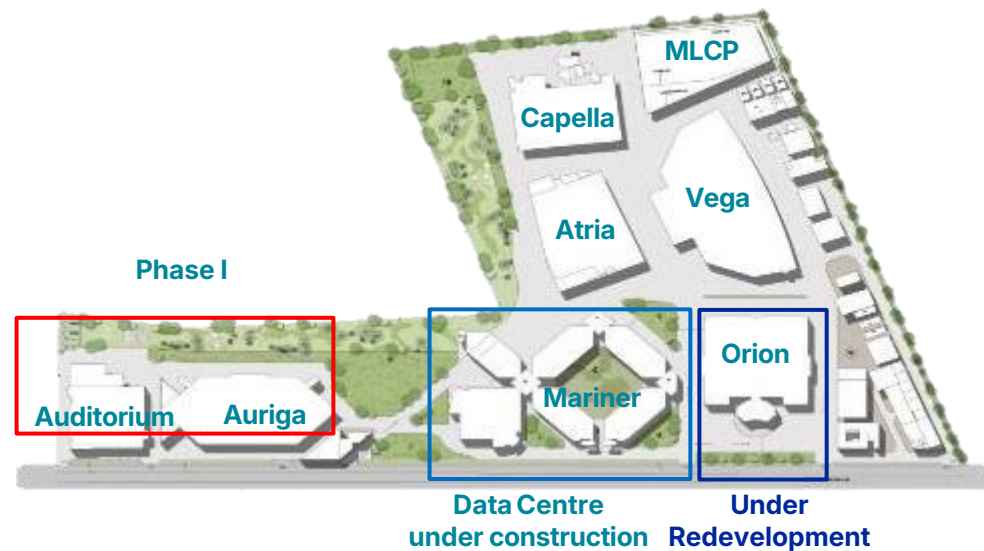 MLCP
Capella
Vega
Atria
Phase I
Orion
Mariner
Auditorium
Auriga
Data Centre
under construction
Under
Redevelopment